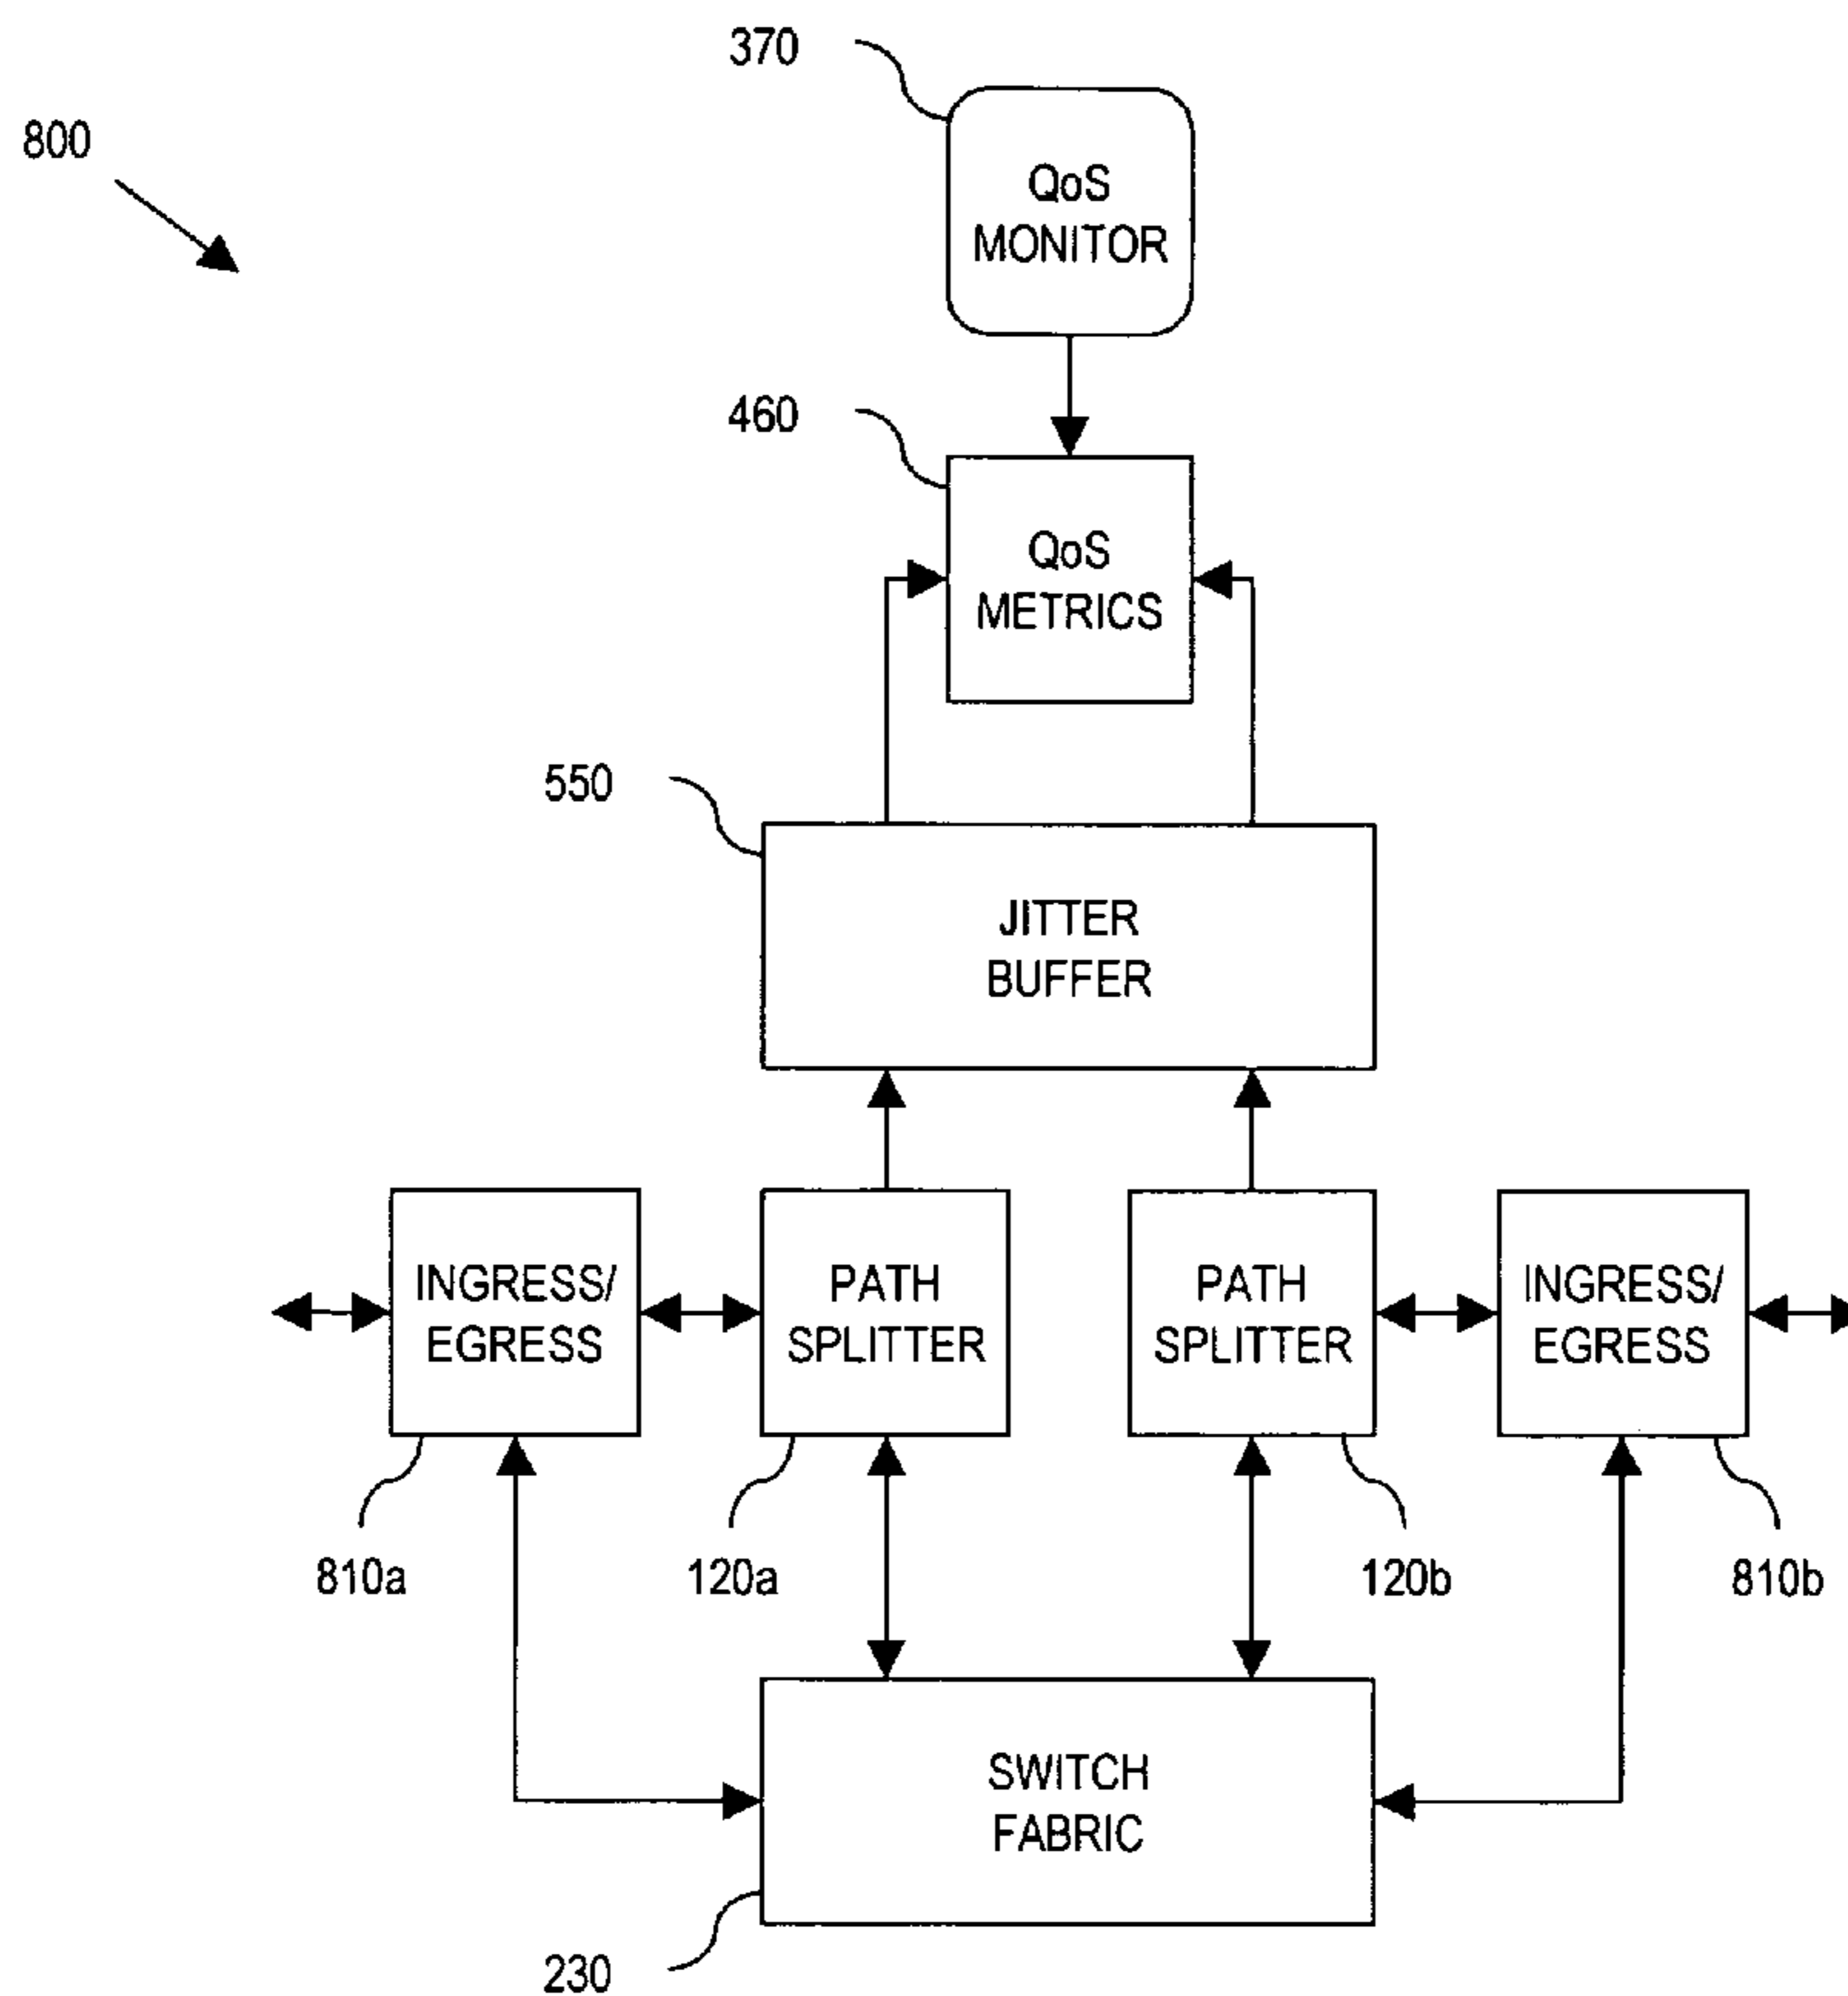 370
800
QoS
MONITOR
460
QoS
METRICS
550
JITTER
BUFFER
INGRESS/
EGRESS
PATH
SPLITTER
PATH
SPLITTER
INGRESS/
EGRESS
810a
120a
120b
810b
SWITCH
FABRIC
230